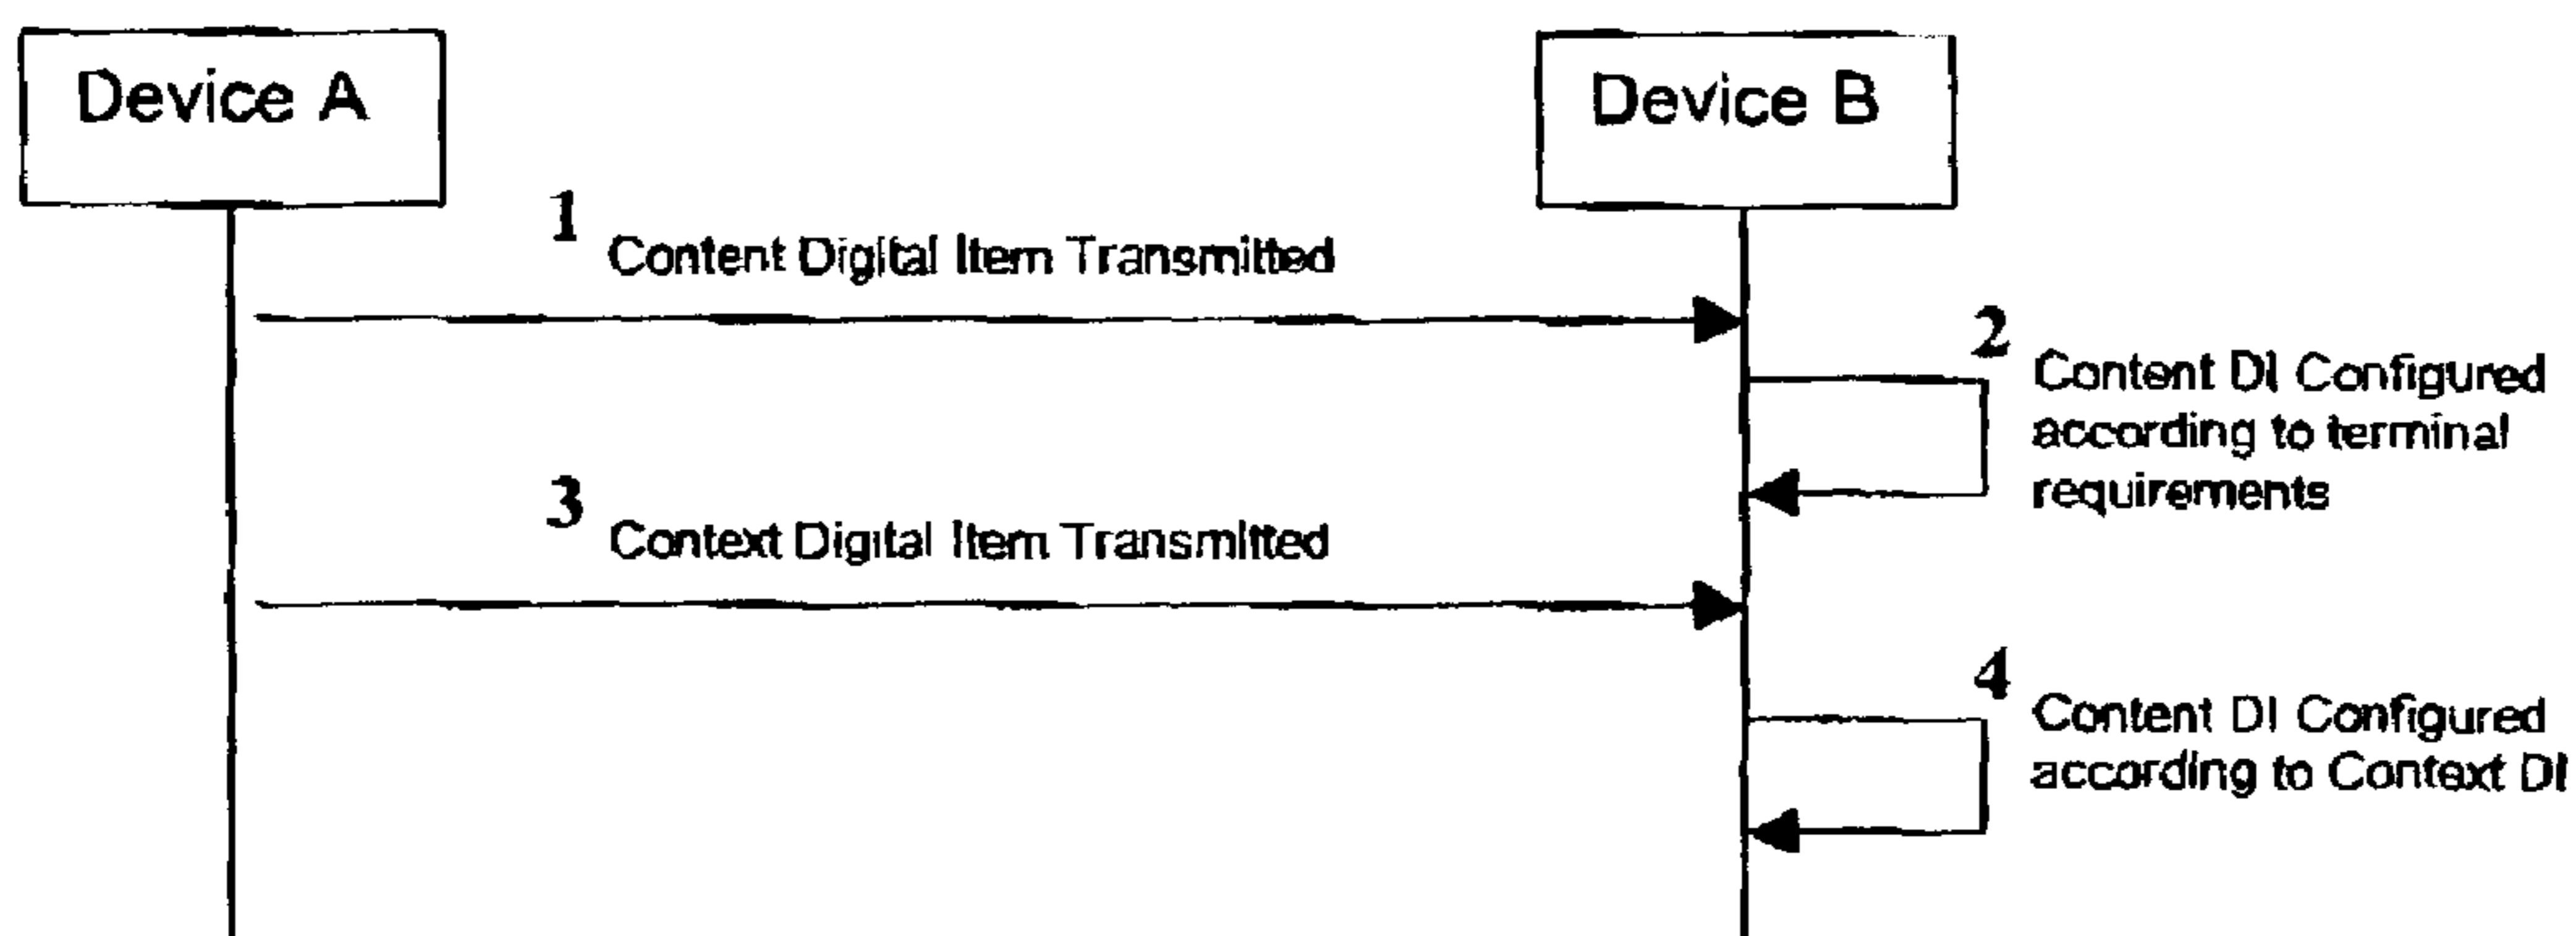 Device A
Device B
1
Content Digital Item Transmitted
2
Content DI Configured
according to terminal
requirements
3
Context Digital Item Transmitted
4
Content DI Configured
according to Context DI